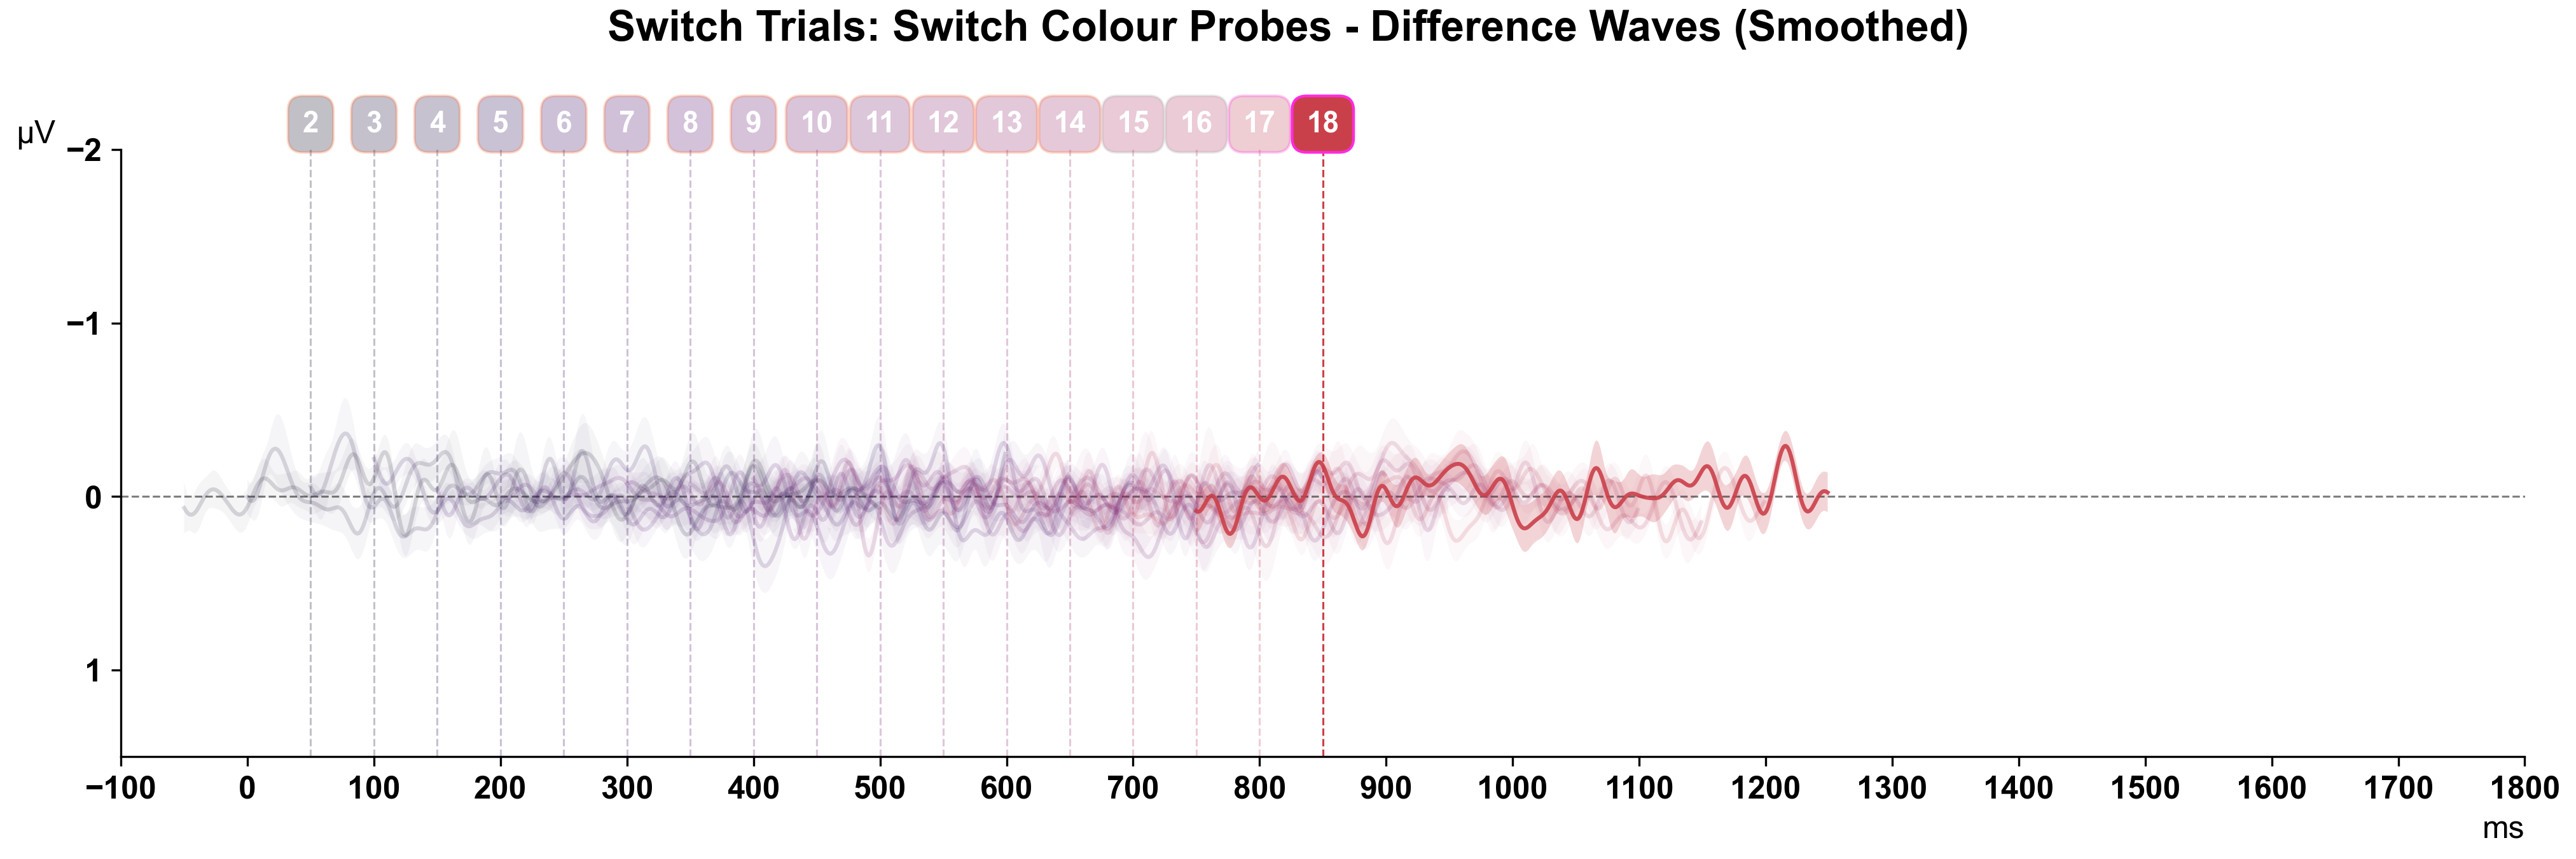 Switch Trials: Switch Colour Probes - Difference Waves (Smoothed)
2 3 4 5 6 7 8 9 10 11 12 13 14 15 16 17 18
µV
−2
−1
0
1
−100 0 100 200 300 400 500 600 700 800 900 1000 1100 1200 1300 1400 1500 1600 1700 1800
ms